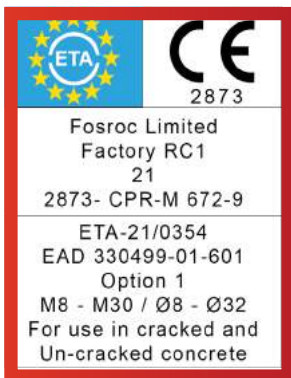 ETA
CE
2873
Fosroc Limited
Factory RC1
21
2873- CPR-M 672-9
ETA-21/0354
EAD 330499-01-601
Option 1
M8 - M30 / Ø8 - Ø32
For use in cracked and
Un-cracked concrete